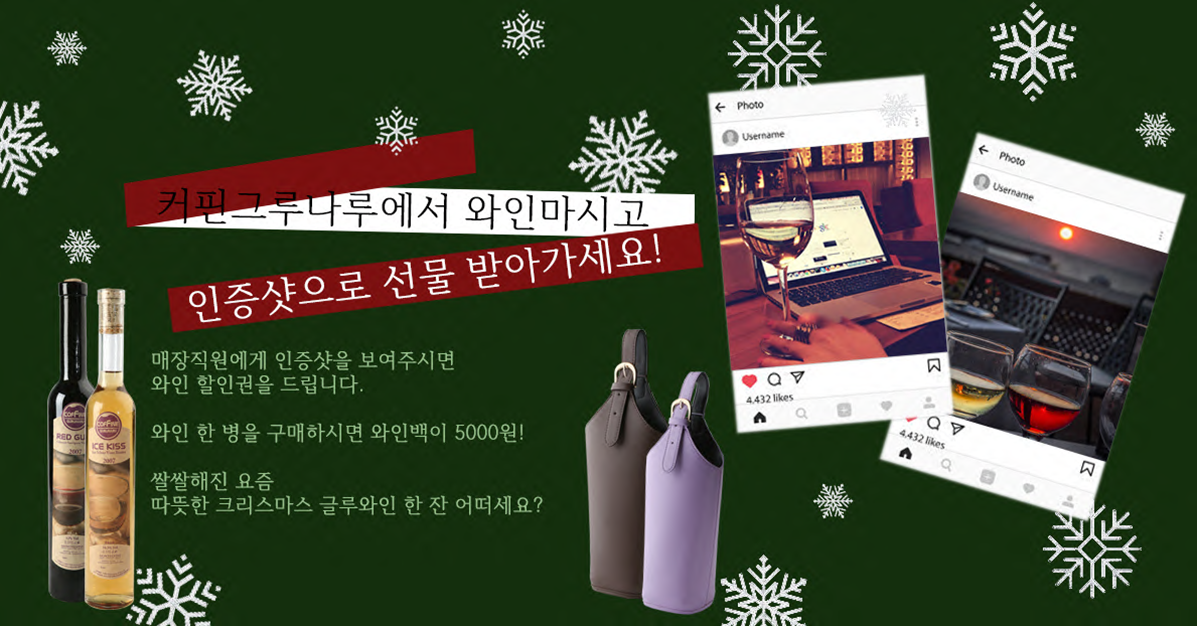 커핀그루나루에서 와인마시고
인증샷으로 선물 받아가세요!
매장직원에게 인증샷을 보여주시면
와인 할인권을 드립니다.
와인 한 병을 구매하시면 와인백이 5000원!
쌀쌀해진 요즘
따뜻한 크리스마스 글루와인 한 잔 어떠세요?
Photo
Username
4.432 likes
Photo
Username
4.432 likes
RED
2002
ICE KISS
2002